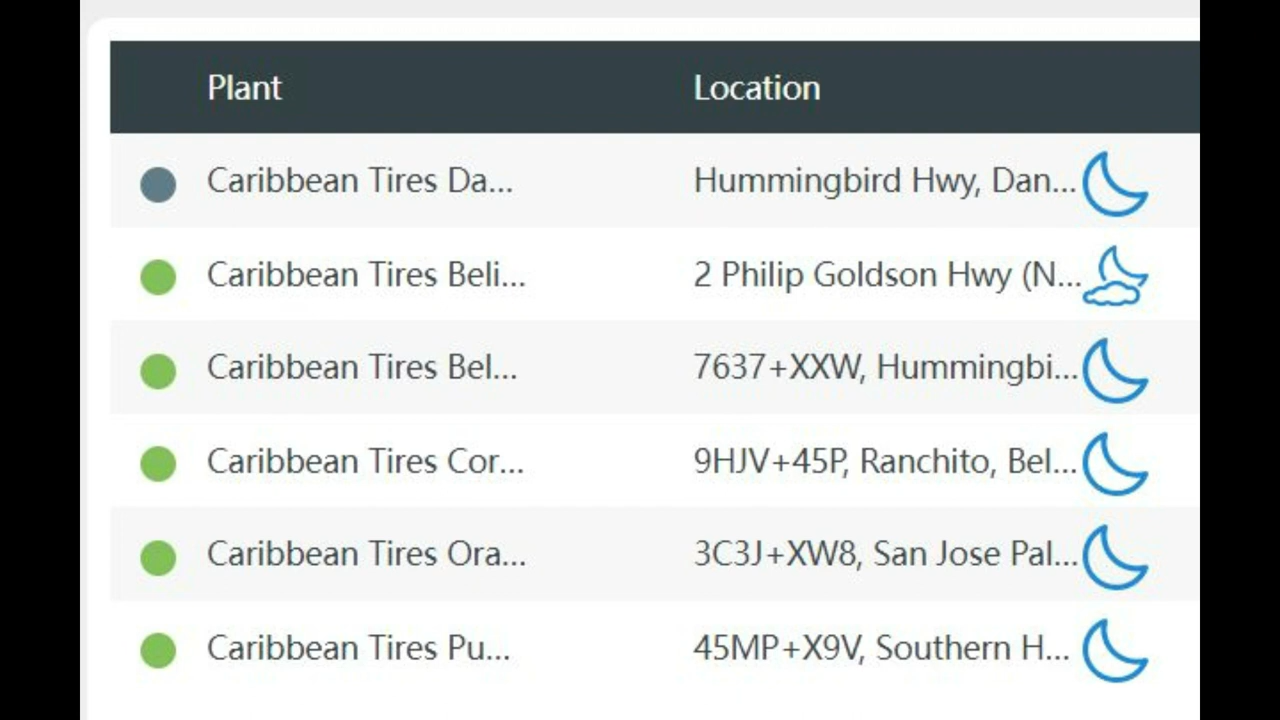 Plant Location
Caribbean Tires Da... Hummingbird Hwy, Dan...
Caribbean Tires Beli... 2 Philip Goldson Hwy (N...
Caribbean Tires Bel... 7637+XXW, Hummingbi...
Caribbean Tires Cor... 9HJV+45P, Ranchito, Bel...
Caribbean Tires Ora... 3C3J+XW8, San Jose Pal...
Caribbean Tires Pu... 45MP+X9V, Southern H...